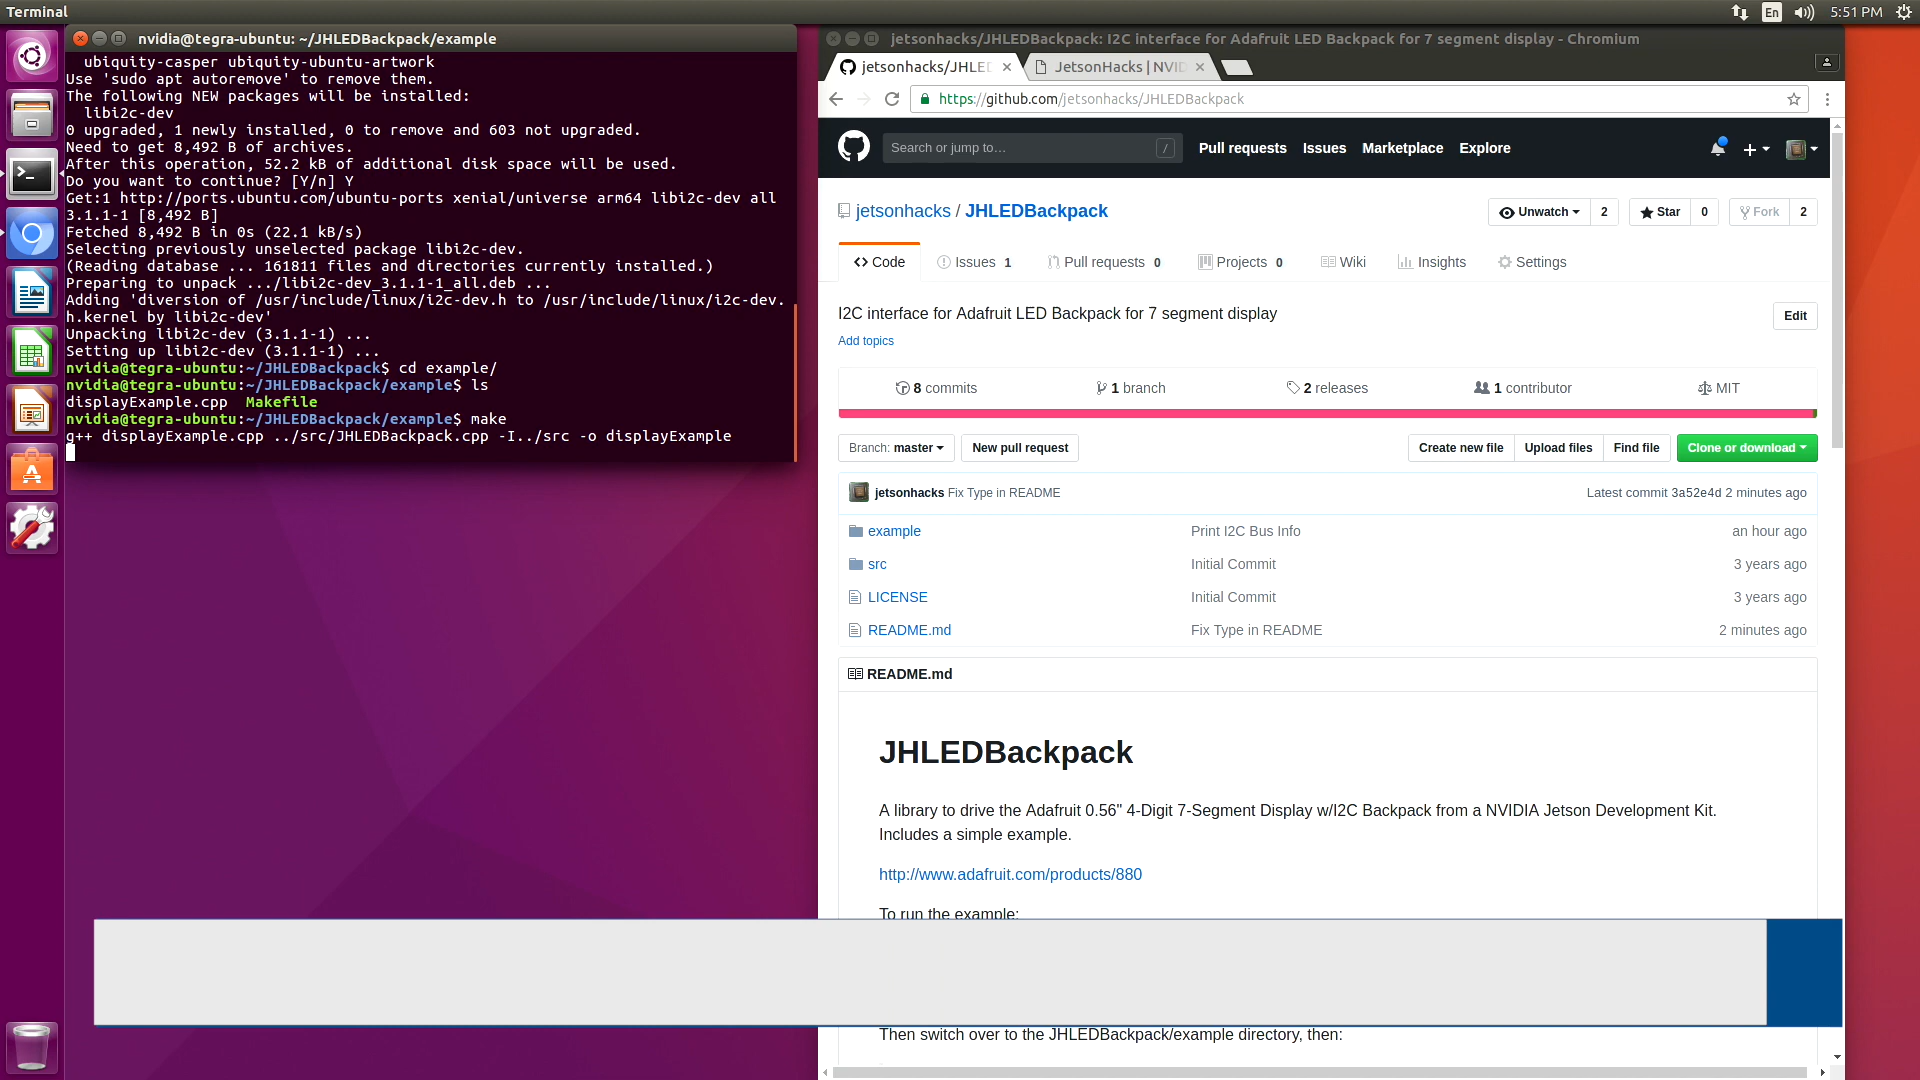 Terminal
En
5:51 PM
nvidia@tegra-ubuntu: ~/JHLEDBackpack/example
ubiquity-casper ubiquity-ubuntu-artwork
Use 'sudo apt autoremove' to remove them.
The following NEW packages will be installed:
libi2c-dev
0 upgraded, 1 newly installed, 0 to remove and 603 not upgraded.
Need to get 8,492 B of archives.
After this operation, 52.2 kB of additional disk space will be used.
Do you want to continue? [Y/n] Y
Get:1 http://ports.ubuntu.com/ubuntu-ports xenial/universe arm64 libi2c-dev all
3.1.1-1 [8,492 B]
Fetched 8,492 B in 0s (22.1 kB/s)
Selecting previously unselected package libi2c-dev.
(Reading database ... 161811 files and directories currently installed.)
Preparing to unpack .../libi2c-dev_3.1.1-1_all.deb ...
Adding 'diversion of /usr/include/linux/i2c-dev.h to /usr/include/linux/i2c-dev.
h.kernel by libi2c-dev'
Unpacking libi2c-dev (3.1.1-1) ...
Setting up libi2c-dev (3.1.1-1) ...
nvidia@tegra-ubuntu:~/JHLEDBackpack$ cd example/
nvidia@tegra-ubuntu:~/JHLEDBackpack/example$ ls
displayExample.cpp Makefile
nvidia@tegra-ubuntu:~/JHLEDBackpack/example$ make
g++ displayExample.cpp ../src/JHLEDBackpack.cpp -I../src -o displayExample
jetsonhacks/JHLEDBackpack: I2C interface for Adafruit LED Backpack for 7 segment display - Chromium
jetsonhacks/JHLE
JetsonHacks | NVI
https://github.com/jetsonhacks/JHLEDBackpack
Search or jump to…
/
Pull requests Issues Marketplace Explore
jetsonhacks / JHLEDBackpack
Unwatch 2 Star 0 Fork 2
Code Issues 1 Pull requests 0 Projects 0 Wiki Insights Settings
I2C interface for Adafruit LED Backpack for 7 segment display
Edit
Add topics
8 commits 1 branch 2 releases 1 contributor MIT
Branch: master New pull request Create new file Upload files Find file Clone or download
jetsonhacks Fix Type in README Latest commit 3a52e4d 2 minutes ago
example Print I2C Bus Info an hour ago
src Initial Commit 3 years ago
LICENSE Initial Commit 3 years ago
README.md Fix Type in README 2 minutes ago
README.md
JHLEDBackpack
A library to drive the Adafruit 0.56" 4-Digit 7-Segment Display w/I2C Backpack from a NVIDIA Jetson Development Kit.
Includes a simple example.
http://www.adafruit.com/products/880
To run the example:
Then switch over to the JHLEDBackpack/example directory, then: